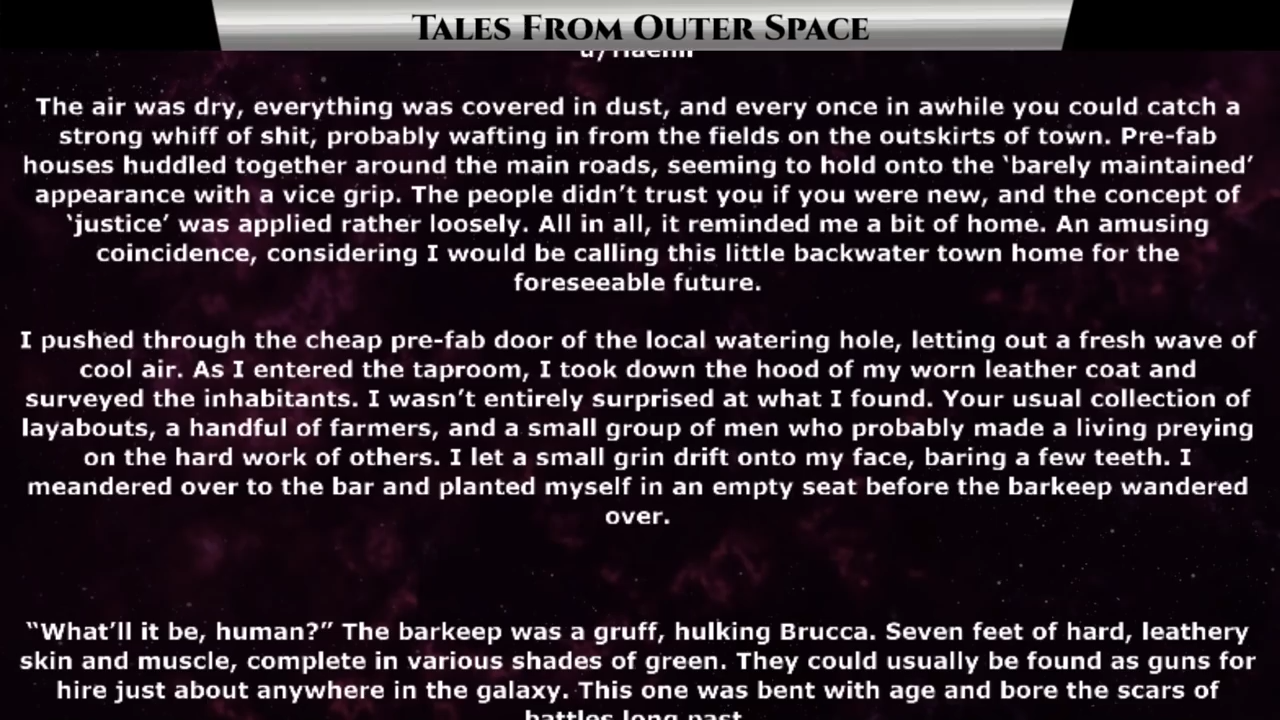 TALES FROM OUTER SPACE
The air was dry, everything was covered in dust, and every once in awhile you could catch a
strong whiff of shit, probably wafting in from the fields on the outskirts of town. Pre-fab
houses huddled together around the main roads, seeming to hold onto the ‘barely maintained’
appearance with a vice grip. The people didn’t trust you if you were new, and the concept of
‘justice’ was applied rather loosely. All in all, it reminded me a bit of home. An amusing
coincidence, considering I would be calling this little backwater town home for the
foreseeable future.
I pushed through the cheap pre-fab door of the local watering hole, letting out a fresh wave of
cool air. As I entered the taproom, I took down the hood of my worn leather coat and
surveyed the inhabitants. I wasn’t entirely surprised at what I found. Your usual collection of
layabouts, a handful of farmers, and a small group of men who probably made a living preying
on the hard work of others. I let a small grin drift onto my face, baring a few teeth. I
meandered over to the bar and planted myself in an empty seat before the barkeep wandered
over.
“What’ll it be, human?” The barkeep was a gruff, hulking Brucca. Seven feet of hard, leathery
skin and muscle, complete in various shades of green. They could usually be found as guns for
hire just about anywhere in the galaxy. This one was bent with age and bore the scars of
battles long past.